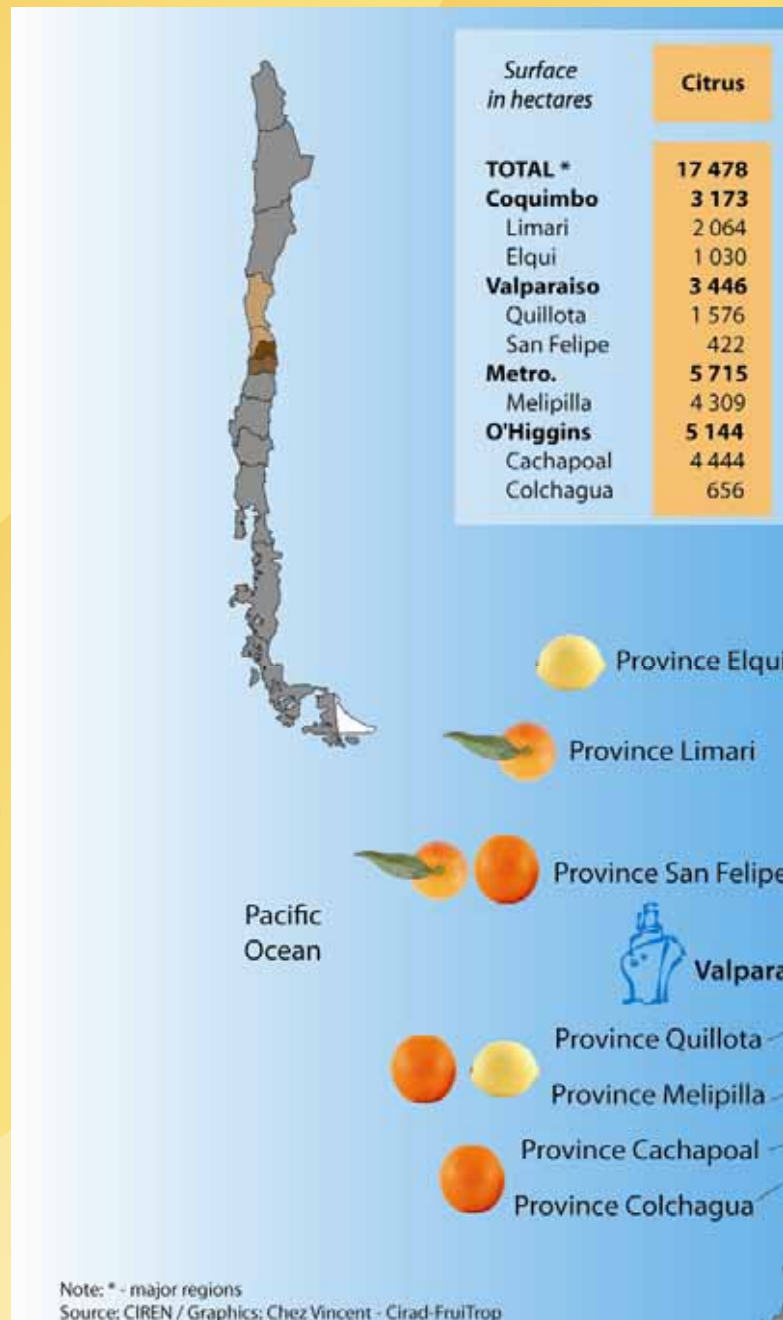 Surface
in hectares
Citrus
TOTAL * 17 478
Coquimbo 3 173
Limari 2 064
Elqui 1 030
Valparaiso 3 446
Quillota 1 576
San Felipe 422
Metro. 5 715
Melipilla 4 309
O'Higgins 5 144
Cachapoal 4 444
Colchagua 656
Province Elqui
Province Limari
Province San Felipe
Pacific
Ocean
Valpara
Province Quillota
Province Melipilla
Province Cachapoal
Province Colchagua
Note: * - major regions
Source: CIREN / Graphics: Chez Vincent - Cirad-FruiTrop